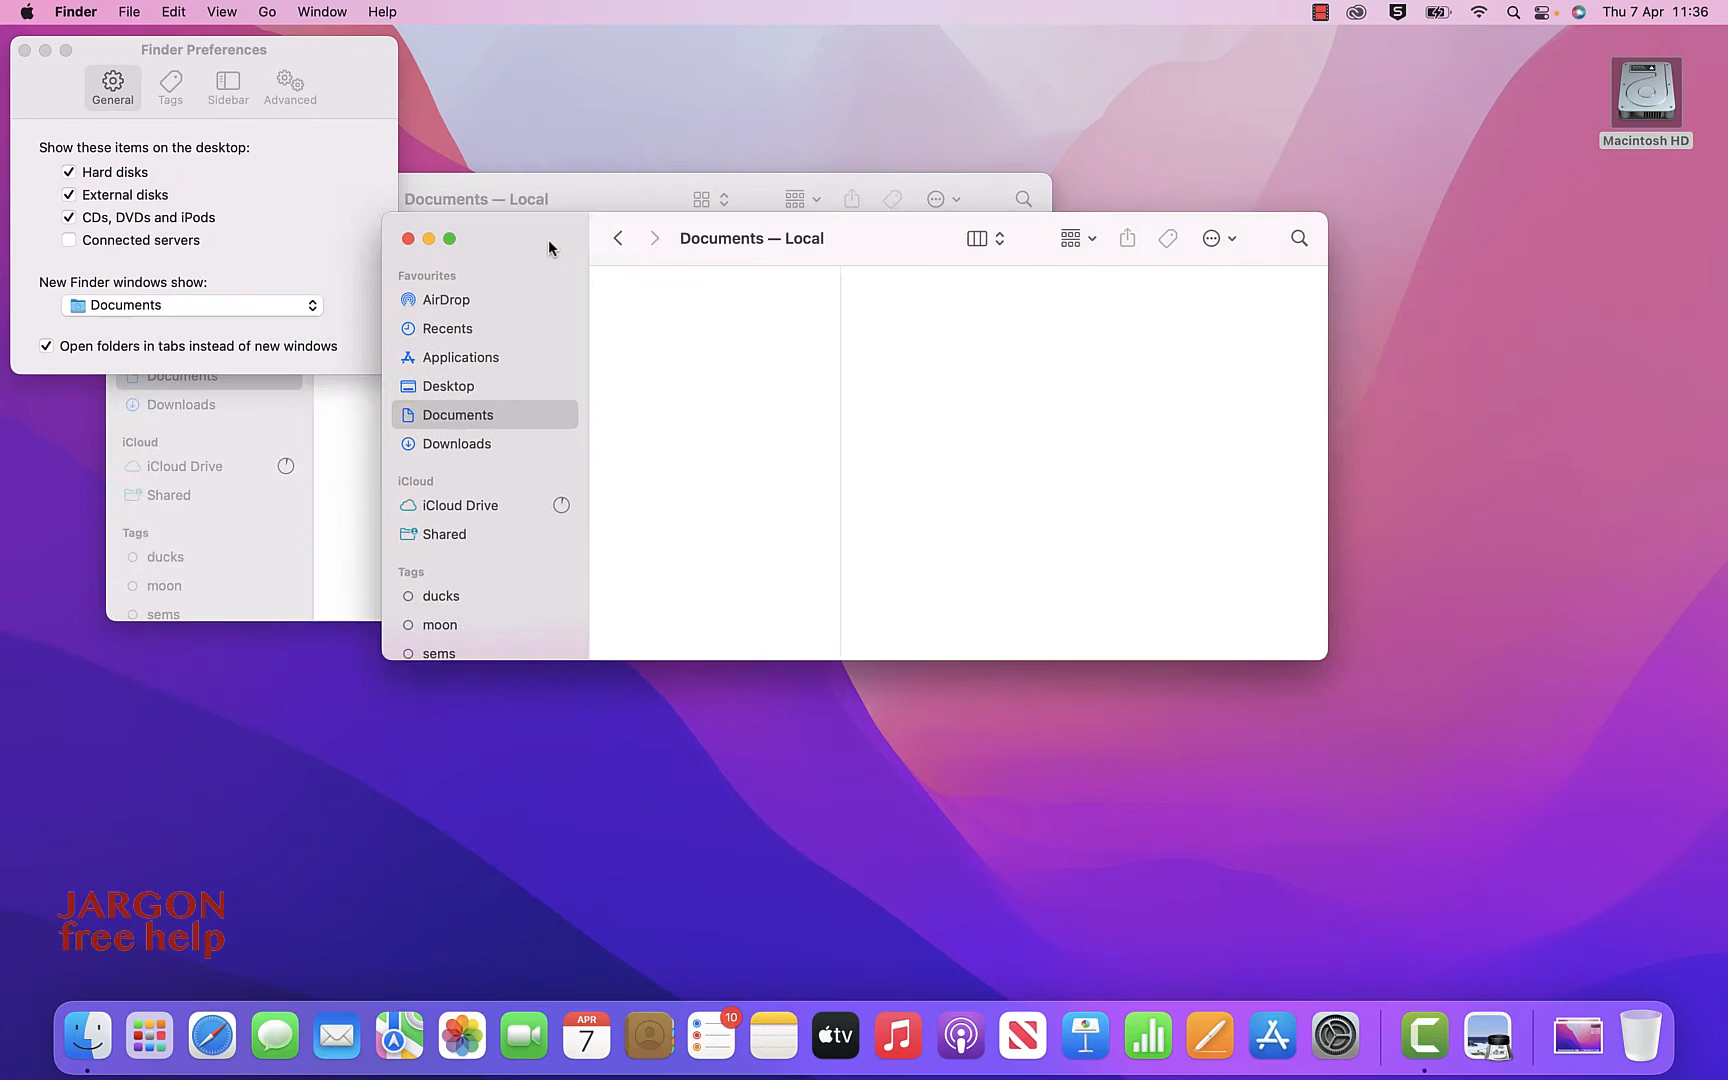 Finder File Edit View Go Window Help
S
Thu 7 Apr 11:36
Finder Preferences
General Tags Sidebar Advanced
Show these items on the desktop:
Hard disks
External disks
CDs, DVDs and iPods
Connected servers
New Finder windows show:
Documents
Open folders in tabs instead of new windows
Macintosh HD
Documents — Local
Documents
Downloads
iCloud
iCloud Drive
Shared
Tags
ducks
moon
sems
Documents — Local
Favourites
AirDrop
Recents
Applications
Desktop
Documents
Downloads
iCloud
iCloud Drive
Shared
Tags
ducks
moon
sems
JARGON
free help
APR
7
10
tv
C